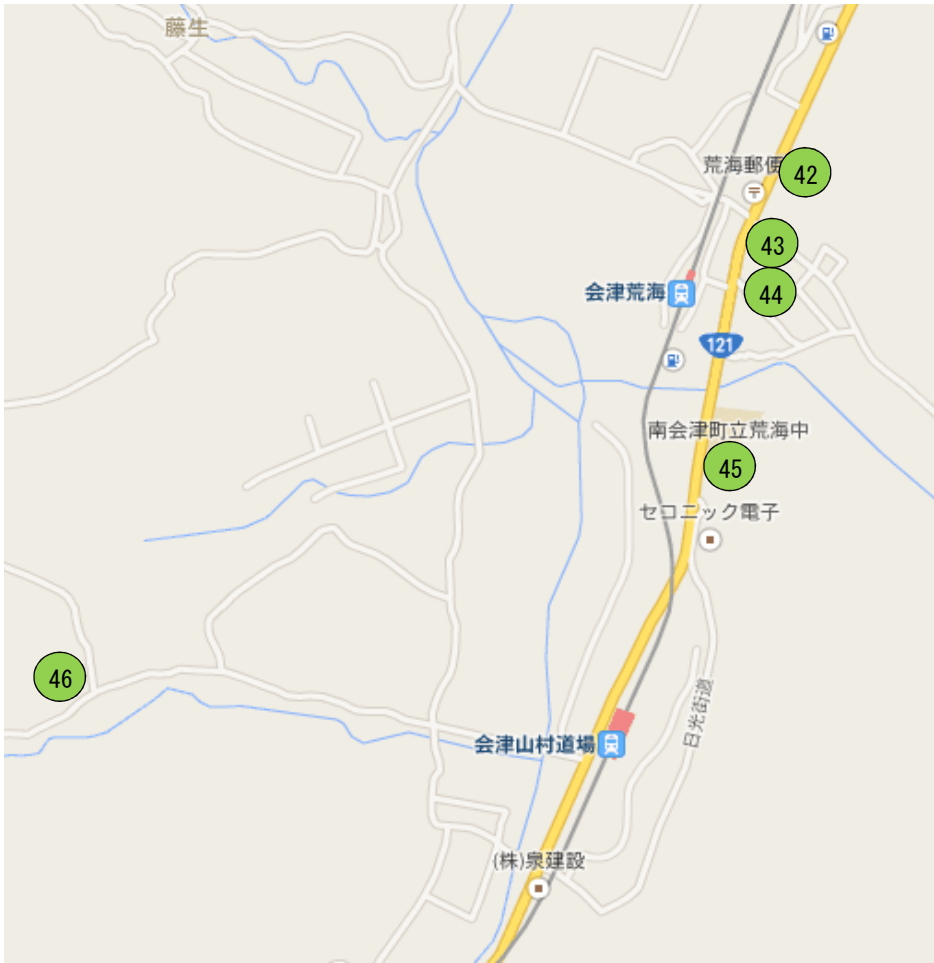 藤生
荒海郵便
42
43
会津荒海
44
121
南会津町立荒海中
45
セコニック電子
46
日光街道
会津山村道場
(株)泉建設